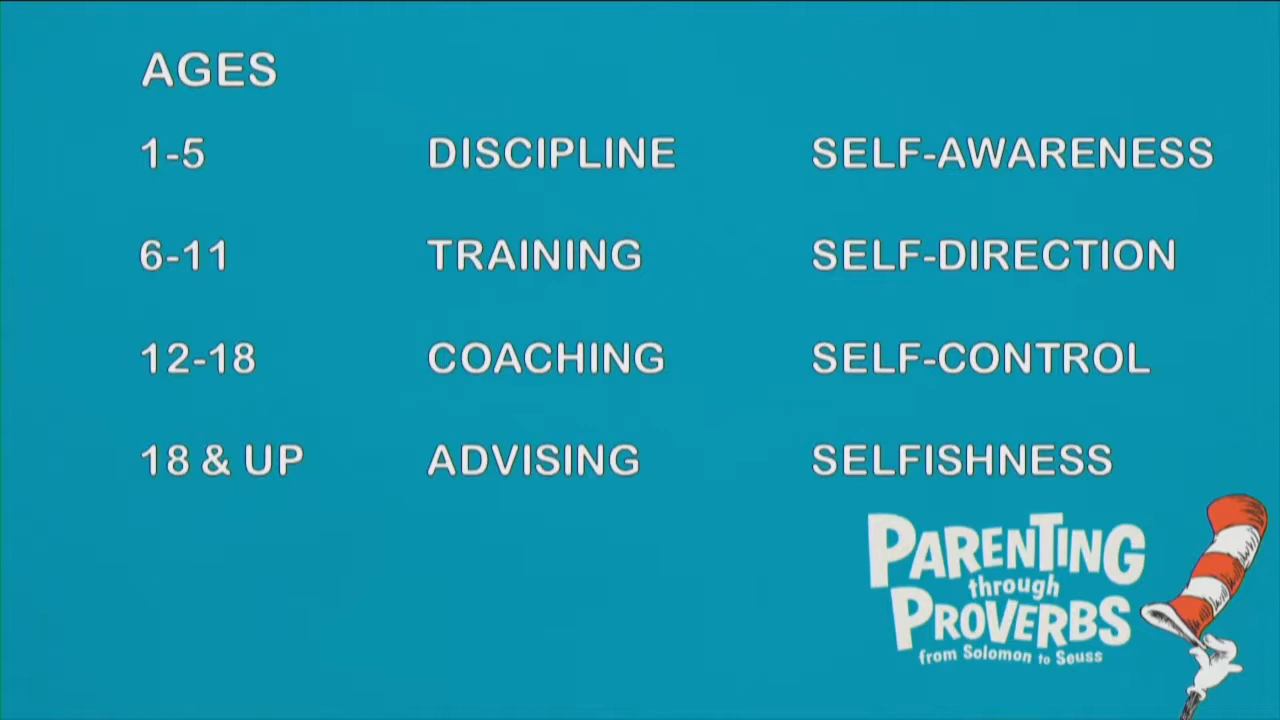 AGES
1-5 DISCIPLINE SELF-AWARENESS
6-11 TRAINING SELF-DIRECTION
12-18 COACHING SELF-CONTROL
18 & UP ADVISING SELFISHNESS
PARENTING
through
PROVERBS
from Solomon to Seuss